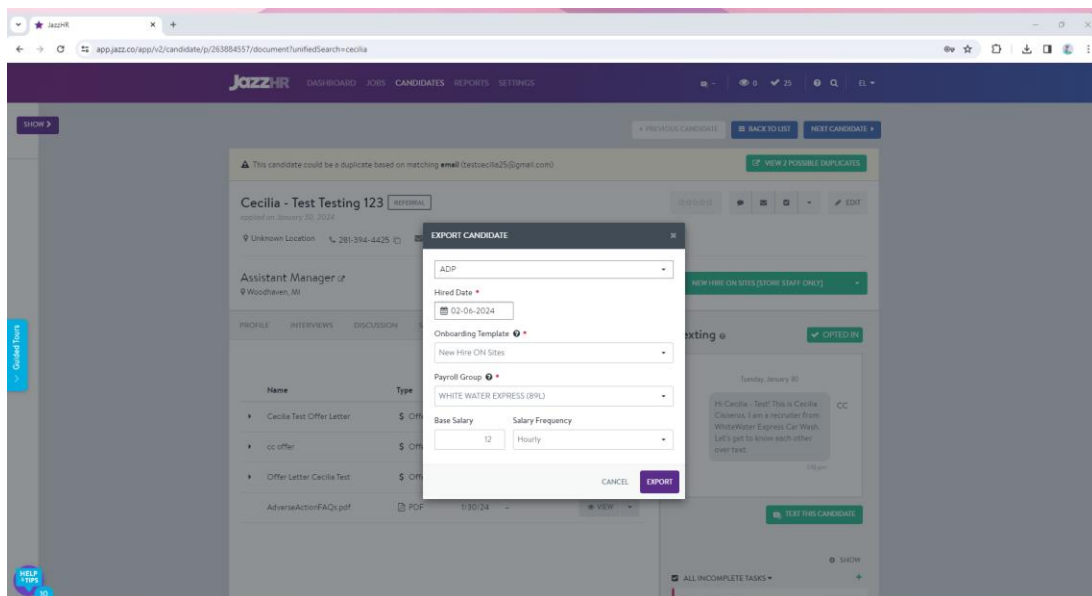 JazzHR
app.jazz.co/app/v2/candidate/p/263884557/document?unifiedSearch=cecilia
JAZZHR DASHBOARD JOBS CANDIDATES REPORTS SETTINGS 0 25 EL
SHOW
PREVIOUS CANDIDATE BACK TO LIST NEXT CANDIDATE
This candidate could be a duplicate based on matching email (testcecilia25@gmail.com) VIEW 2 POSSIBLE DUPLICATES
Cecilia - Test Testing 123 REFERRAL EDIT
applied on January 30, 2024
Unknown Location 281-394-4425
Assistant Manager
Woodhaven, MI
NEW HIRE ON SITES [STORE STAFF ONLY]
PROFILE INTERVIEWS DISCUSSION
exting OPTED IN
Guided Tours
Name Type
Cecilia Test Offer Letter $ Off
cc offer $ Off
Offer Letter Cecilia Test $ Off
AdverseActionFAQs.pdf PDF 1/30/24 - VIEW
EXPORT CANDIDATE
ADP
Hired Date *
02-06-2024
Onboarding Template *
New Hire ON Sites
Payroll Group *
WHITE WATER EXPRESS (89L)
Base Salary Salary Frequency
12 Hourly
CANCEL EXPORT
Tuesday, January 30
Hi Cecilia - Test! This is Cecilia
Cisneros. I am a recruiter from
WhiteWater Express Car Wash.
Let's get to know each other
over text.
CC
TEXT THIS CANDIDATE
SHOW
ALL INCOMPLETE TASKS
HELP
& TIPS
10